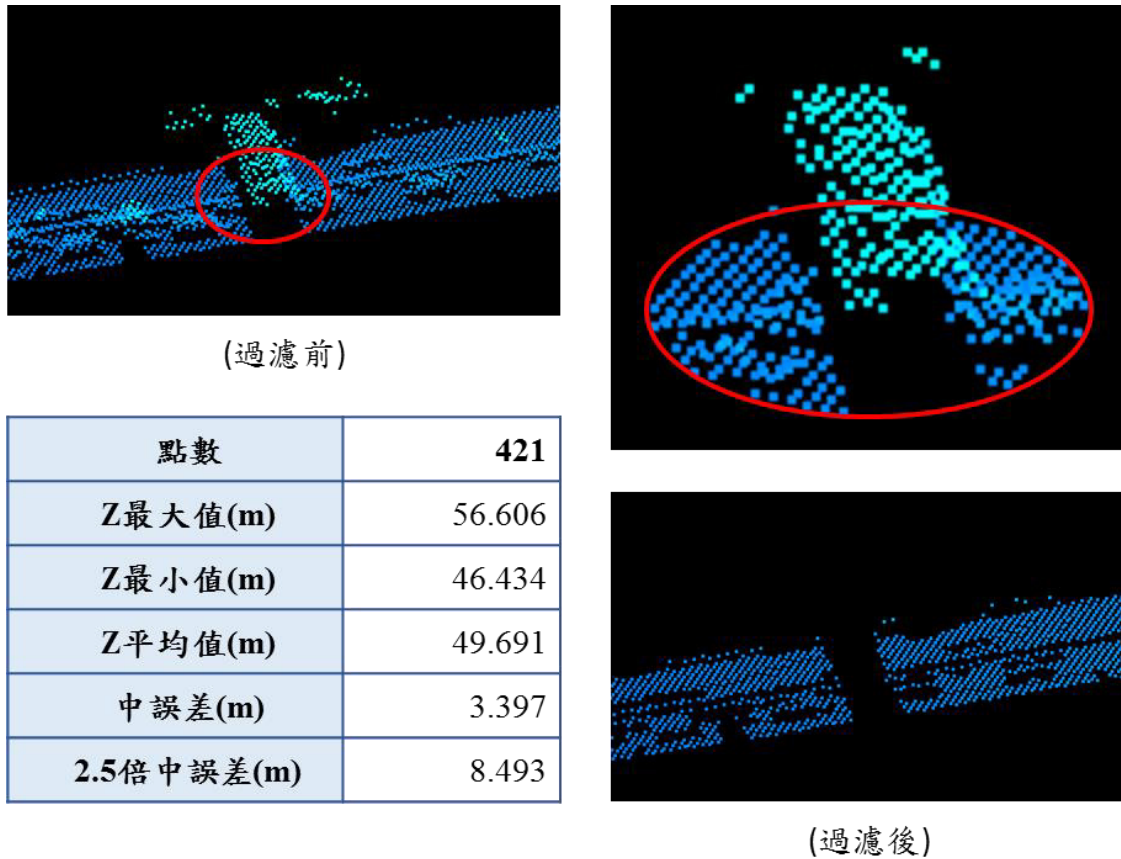 (過濾前)
點數 421
Z最大值(m) 56.606
Z最小值(m) 46.434
Z平均值(m) 49.691
中誤差(m) 3.397
2.5倍中誤差(m) 8.493
(過濾後)